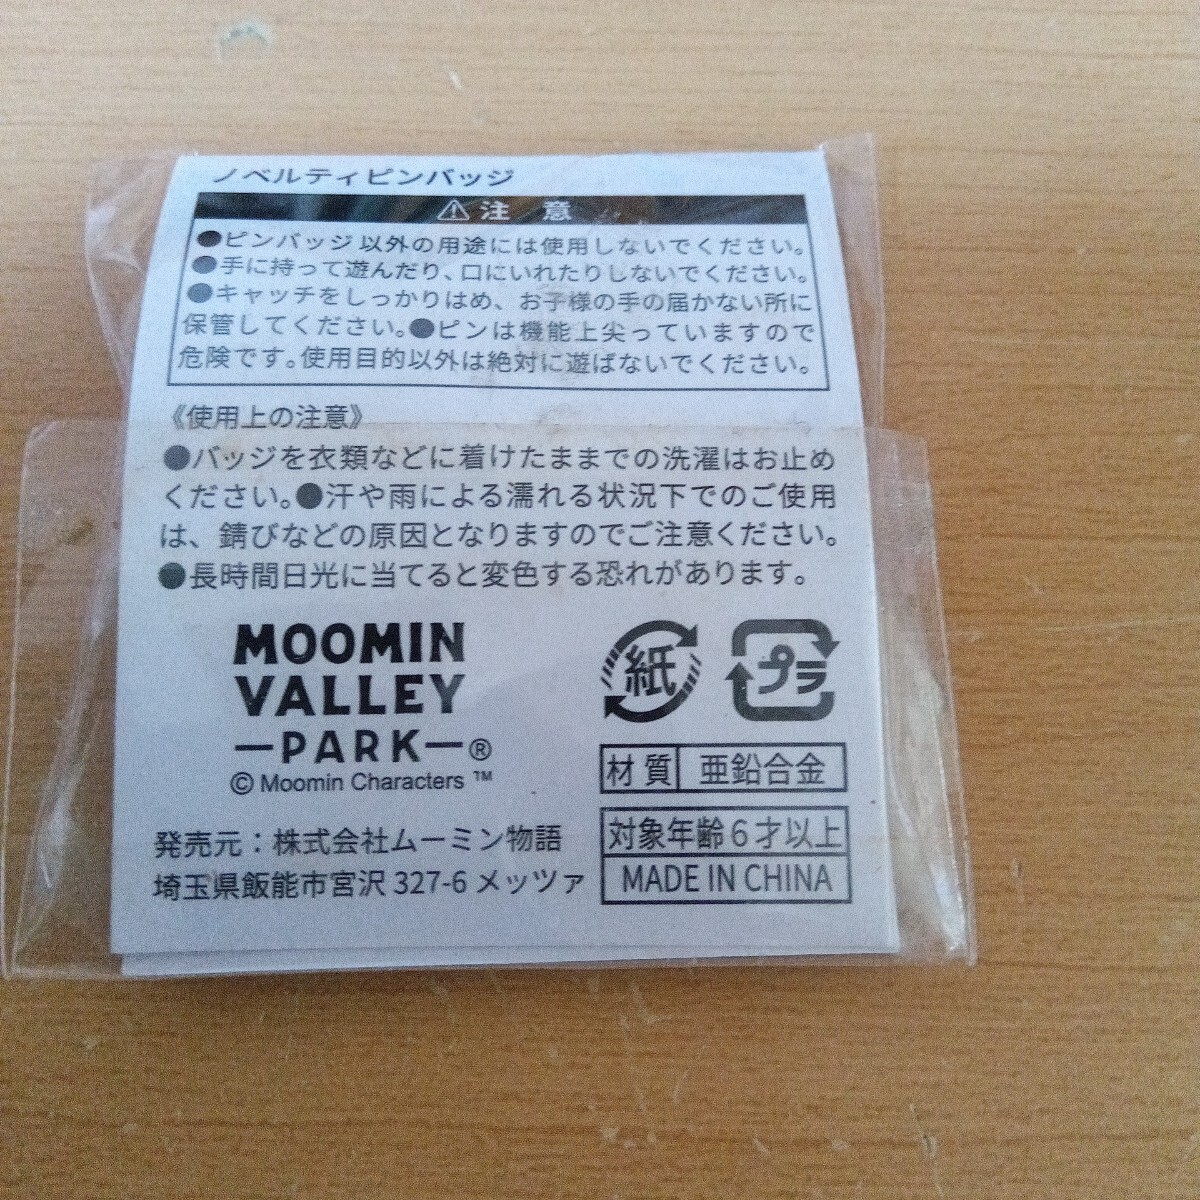 ノベルティピンバッジ
⚠注 意
●ピンバッジ以外の用途には使用しないでください。
●手に持って遊んだり、口にいれたりしないでください。
●キャッチをしっかりはめ、お子様の手の届かない所に
保管してください。●ピンは機能上尖っていますので
危険です。使用目的以外は絶対に遊ばないでください。
《使用上の注意》
●バッジを衣類などに着けたままでの洗濯はお止め
ください。●汗や雨による濡れる状況下でのご使用
は、錆びなどの原因となりますのでご注意ください。
●長時間日光に当てると変色する恐れがあります。
MOOMIN
VALLEY
—PARK—®
© Moomin Characters ™
紙
プラ
材質 亜鉛合金
対象年齢6才以上
MADE IN CHINA
発売元：株式会社ムーミン物語
埼玉県飯能市宮沢 327-6 メッツァ